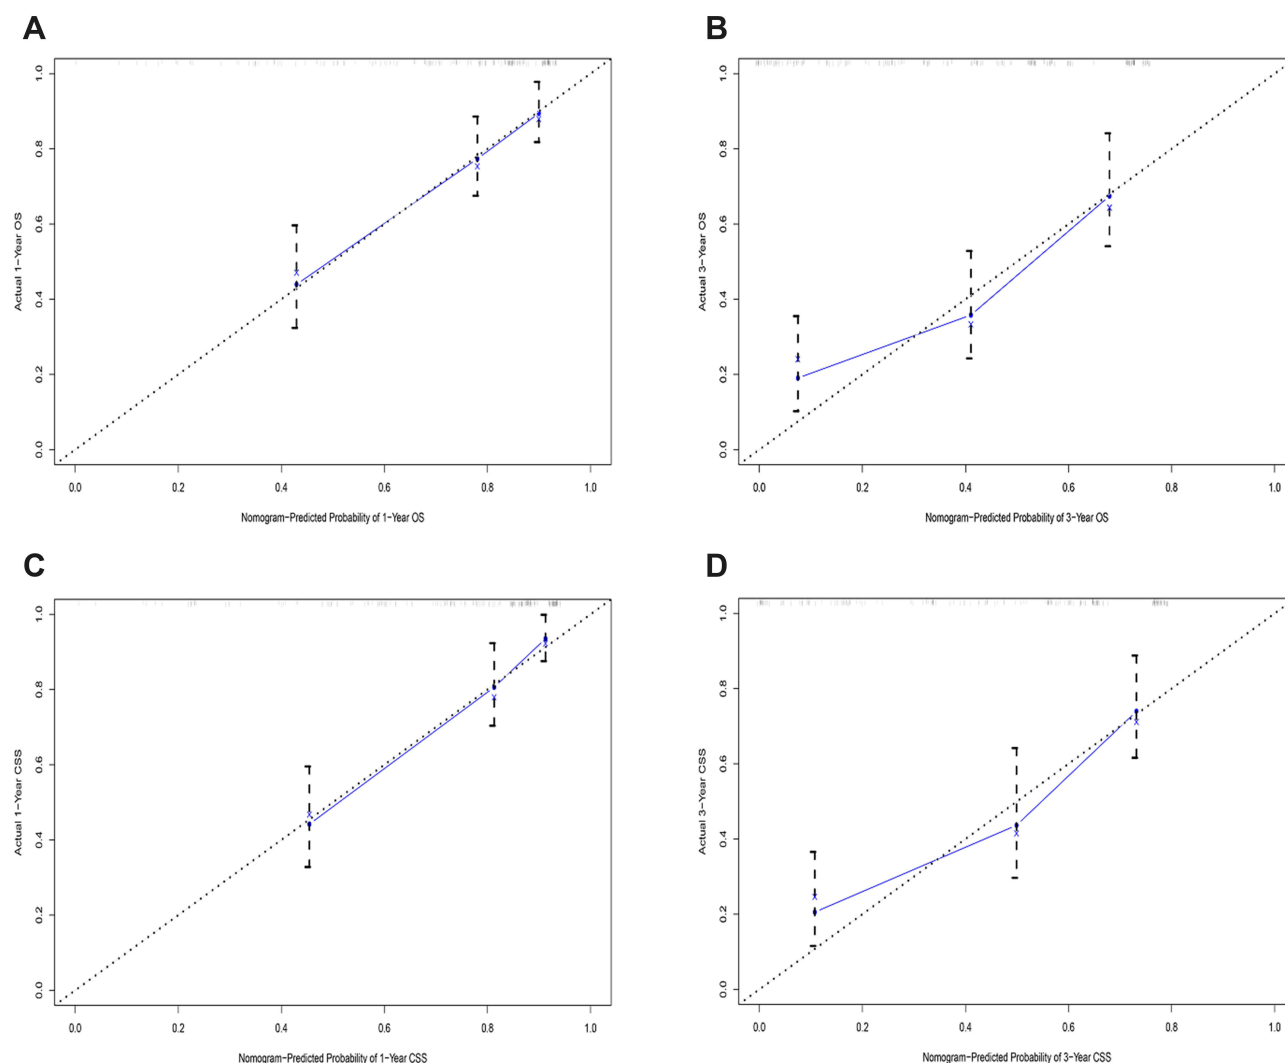 A
B
Actual 1-Year OS
0.0 0.2 0.4 0.6 0.8 1.0
0.0 0.2 0.4 0.6 0.8 1.0
Nomogram-Predicted Probability of 1-Year OS
Actual 3-Year OS
0.0 0.2 0.4 0.6 0.8 1.0
0.0 0.2 0.4 0.6 0.8 1.0
Nomogram-Predicted Probability of 3-Year OS
C
D
Actual 1-Year CSS
0.0 0.2 0.4 0.6 0.8 1.0
0.0 0.2 0.4 0.6 0.8 1.0
Nomogram-Predicted Probability of 1-Year CSS
Actual 3-Year CSS
0.0 0.2 0.4 0.6 0.8 1.0
0.0 0.2 0.4 0.6 0.8 1.0
Nomogram-Predicted Probability of 3-Year CSS